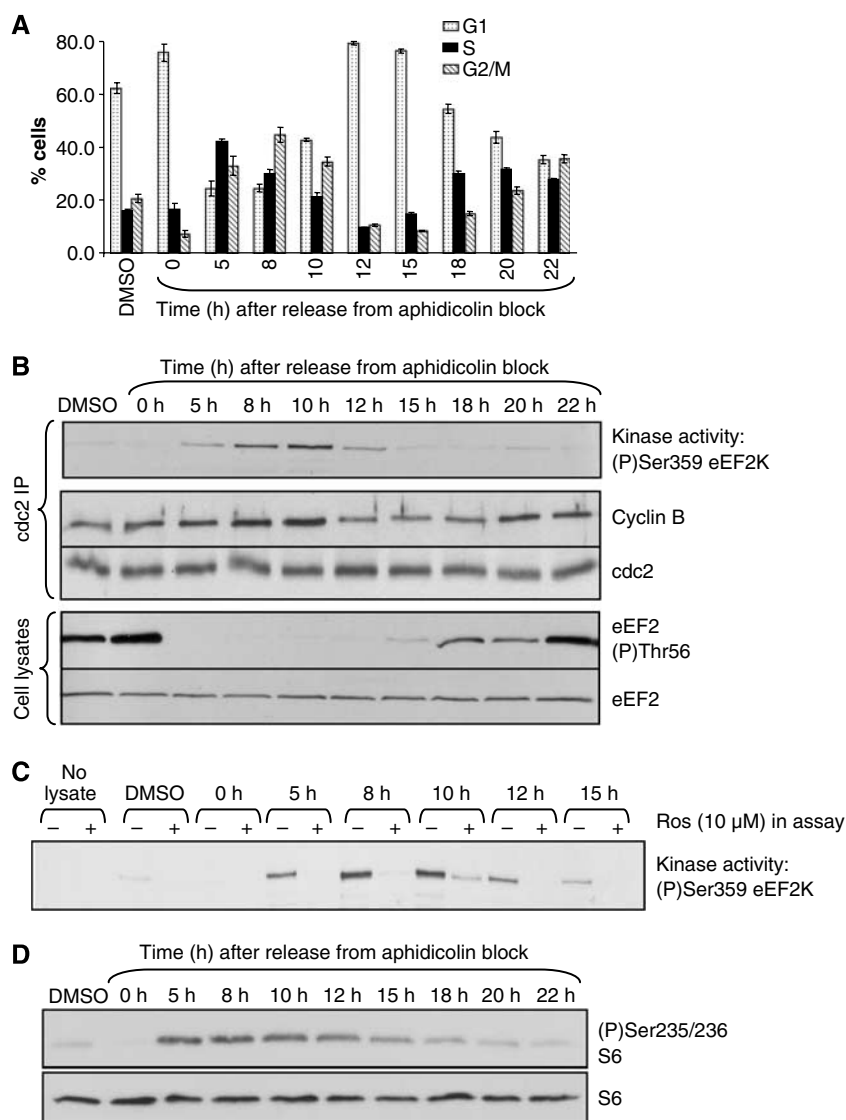 A
G1
S
G2/M
80.0
60.0
40.0
20.0
0.0
% cells
DMSO 0 5 8 10 12 15 18 20 22
Time (h) after release from aphidicolin block
B
Time (h) after release from aphidicolin block
DMSO 0 h 5 h 8 h 10 h 12 h 15 h 18 h 20 h 22 h
cdc2 IP
Kinase activity:
(P)Ser359 eEF2K
Cyclin B
cdc2
Cell lysates
eEF2
(P)Thr56
eEF2
C
No
lysate DMSO 0 h 5 h 8 h 10 h 12 h 15 h
– + – + – + – + – + – + – + – + Ros (10 µM) in assay
Kinase activity:
(P)Ser359 eEF2K
D
Time (h) after release from aphidicolin block
DMSO 0 h 5 h 8 h 10 h 12 h 15 h 18 h 20 h 22 h
(P)Ser235/236
S6
S6